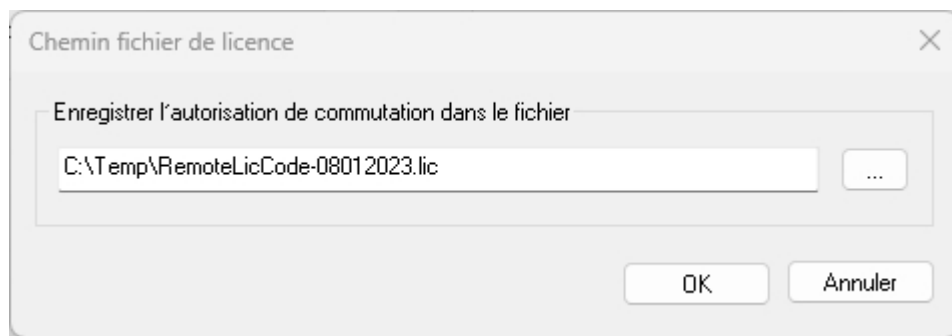 Chemin fichier de licence
Enregistrer l'autorisation de commutation dans le fichier
C:\Temp\RemoteLicCode-08012023.lic
...
OK
Annuler